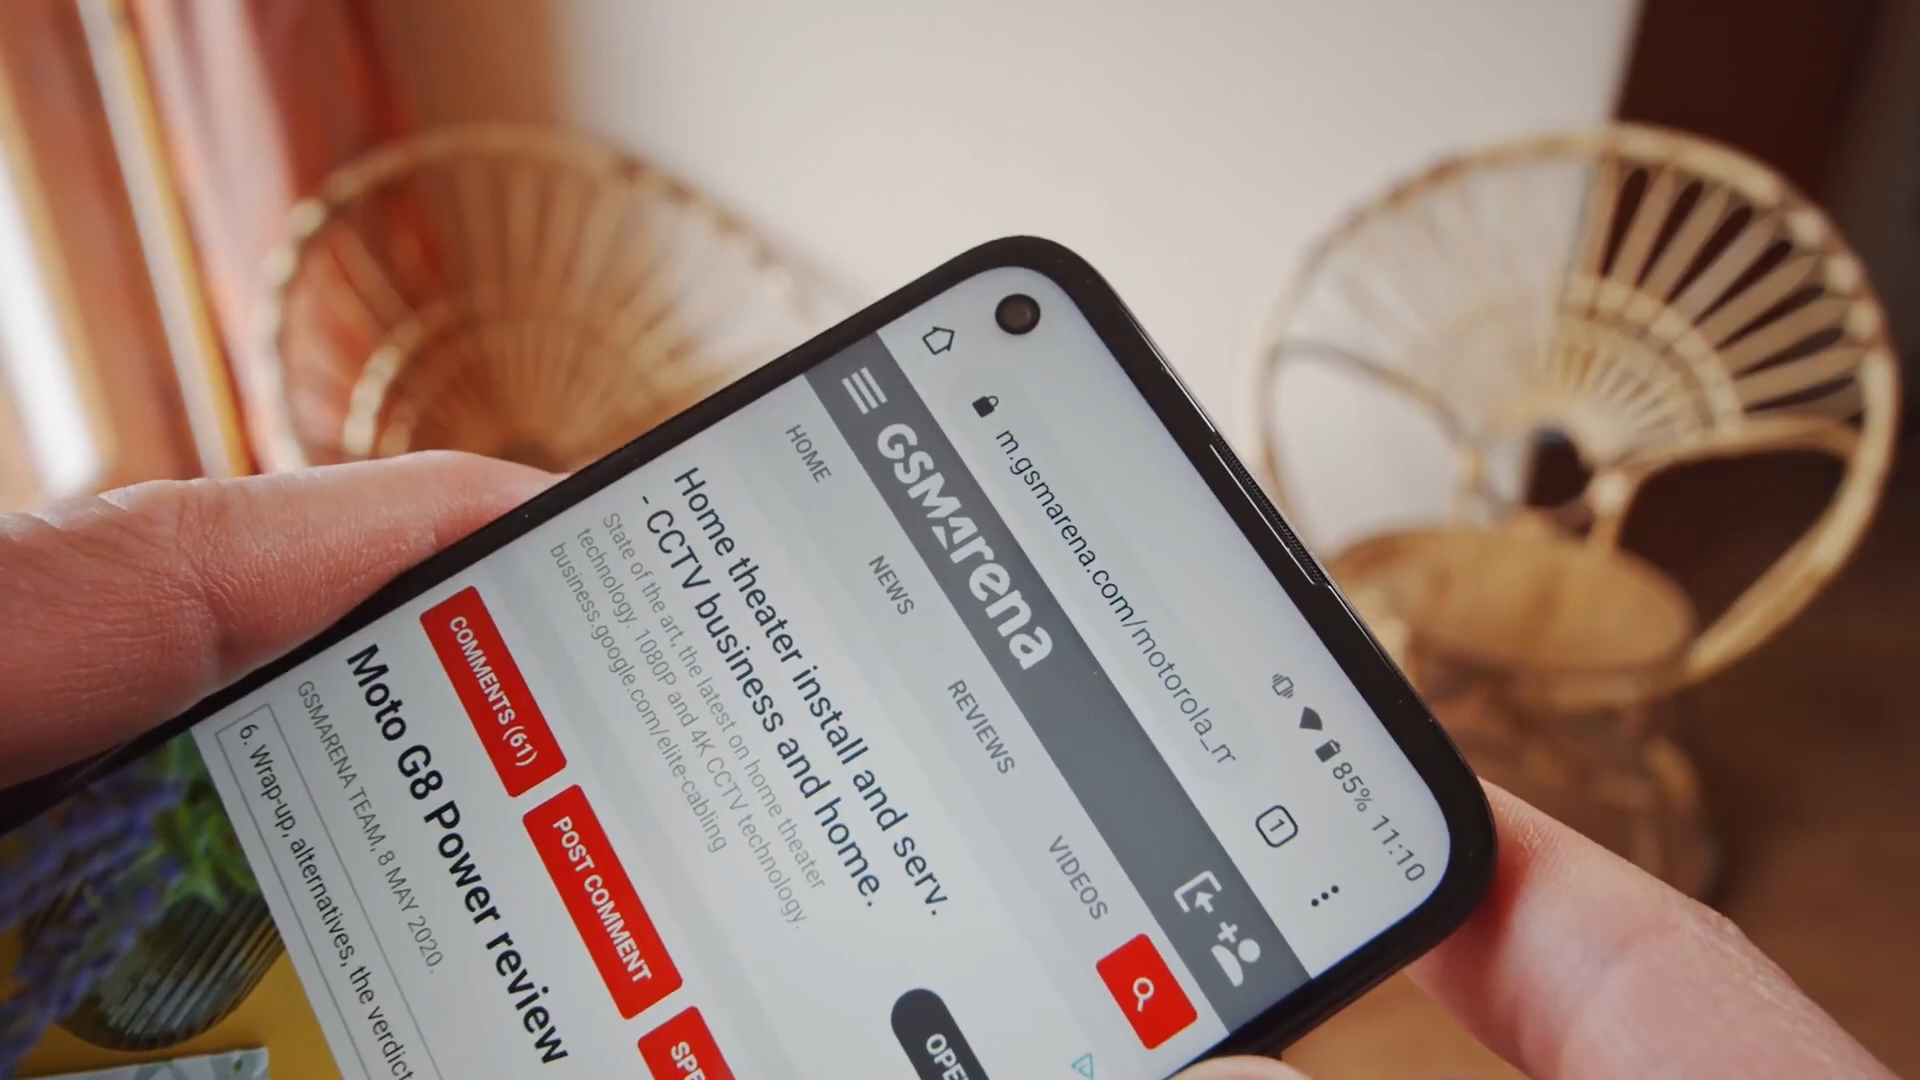 85% 11:10
m.gsmarena.com/motorola_m
1
GSMArena
HOME NEWS REVIEWS VIDEOS
Home theater install and serv.
- CCTV business and home.
State of the art, the latest on home theater
technology. 1080P and 4K CCTV technology.
business.google.com/elite-cabling
OPE
COMMENTS (61)
POST COMMENT
SPE
Moto G8 Power review
GSMARENA TEAM, 8 MAY 2020.
6. Wrap-up, alternatives, the verdict